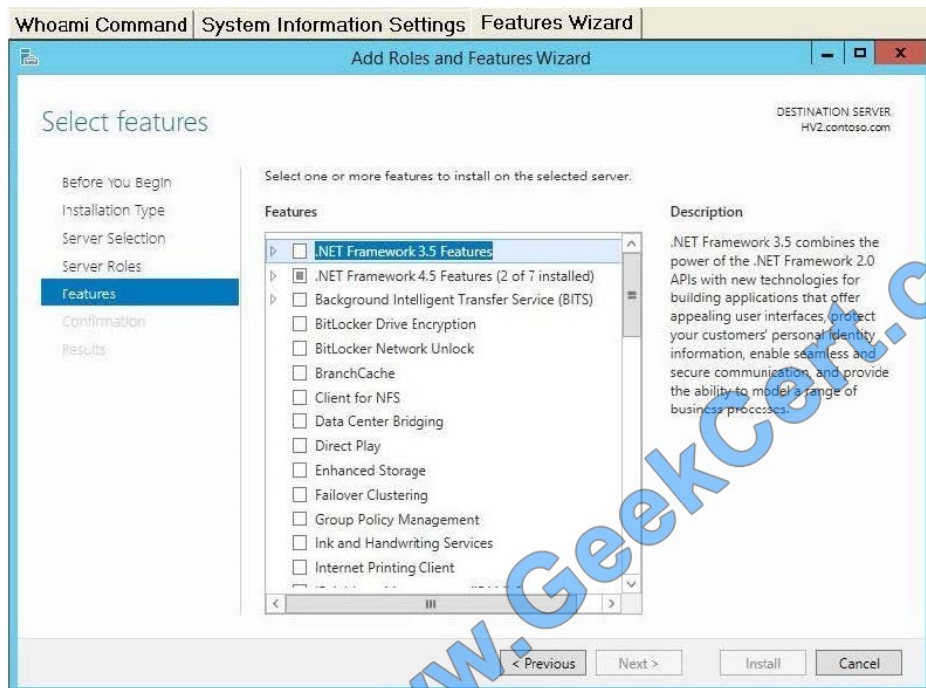 Whoami Command System Information Settings Features Wizard
Add Roles and Features Wizard
Select features
DESTINATION SERVER
HV2.contoso.com
Before You Begin
Installation Type
Server Selection
Server Roles
Features
Confirmation
Results
Select one or more features to install on the selected server.
Features
.NET Framework 3.5 Features
.NET Framework 4.5 Features (2 of 7 installed)
Background Intelligent Transfer Service (BITS)
BitLocker Drive Encryption
BitLocker Network Unlock
BranchCache
Client for NFS
Data Center Bridging
Direct Play
Enhanced Storage
Failover Clustering
Group Policy Management
Ink and Handwriting Services
Internet Printing Client
Description
.NET Framework 3.5 combines the
power of the .NET Framework 2.0
APIs with new technologies for
building applications that offer
appealing user interfaces, protect
your customers' personal identity
information, enable seamless and
secure communication, and provide
the ability to model a range of
business processes.
< Previous
Next >
Install
Cancel
www.GeekCert.c